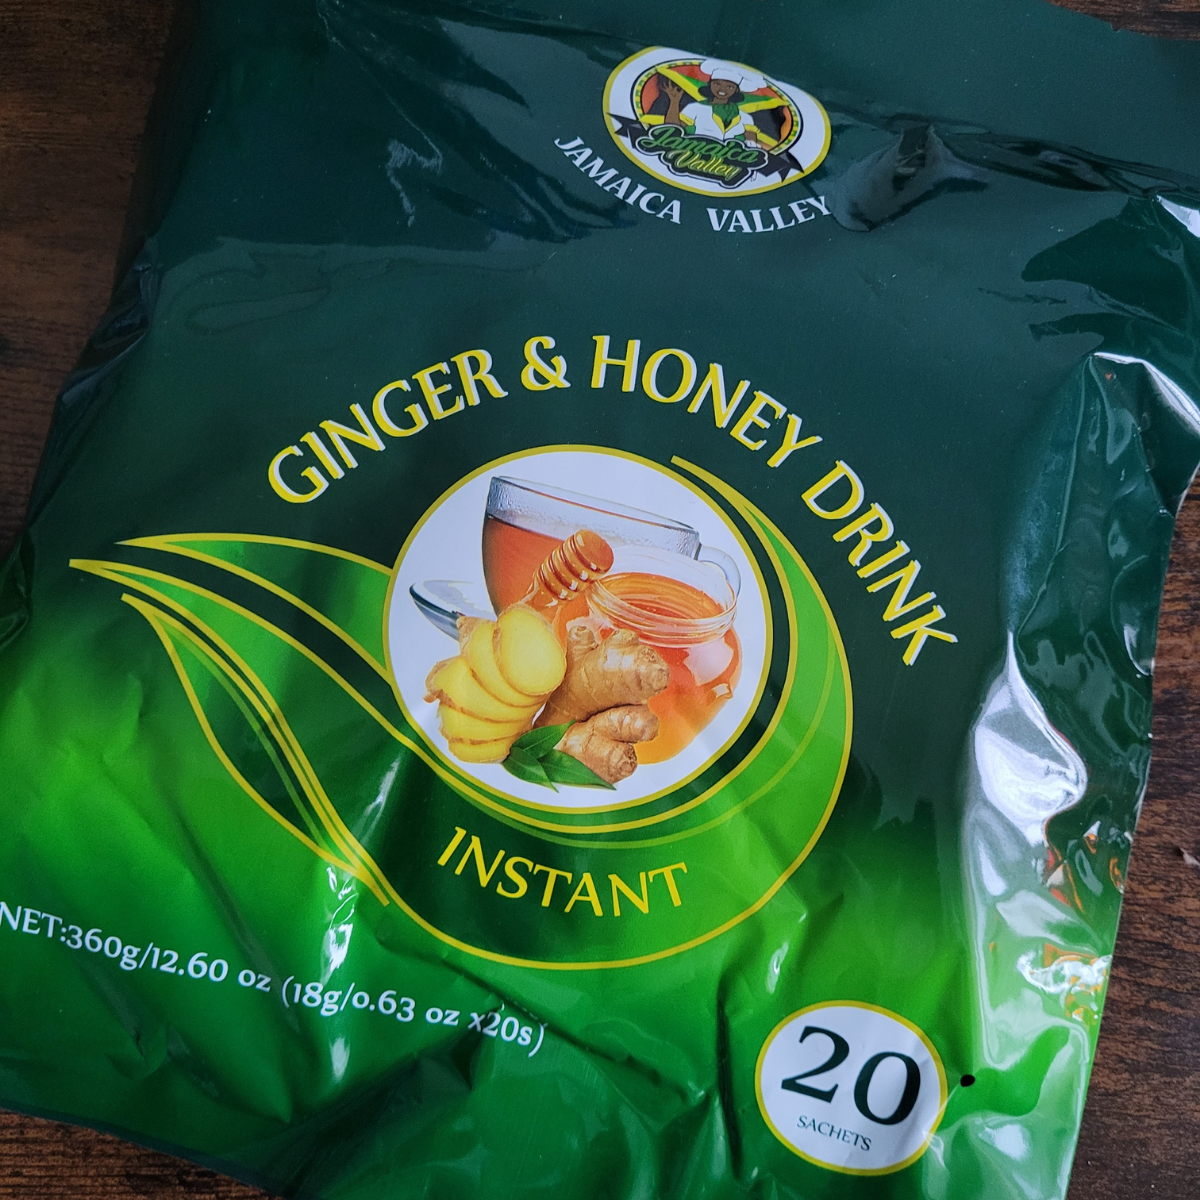 Jamaica
Valley
JAMAICA VALLEY
GINGER & HONEY DRINK
INSTANT
NET:360g/12.60 oz (18g/0.63 oz x20s)
20
SACHETS